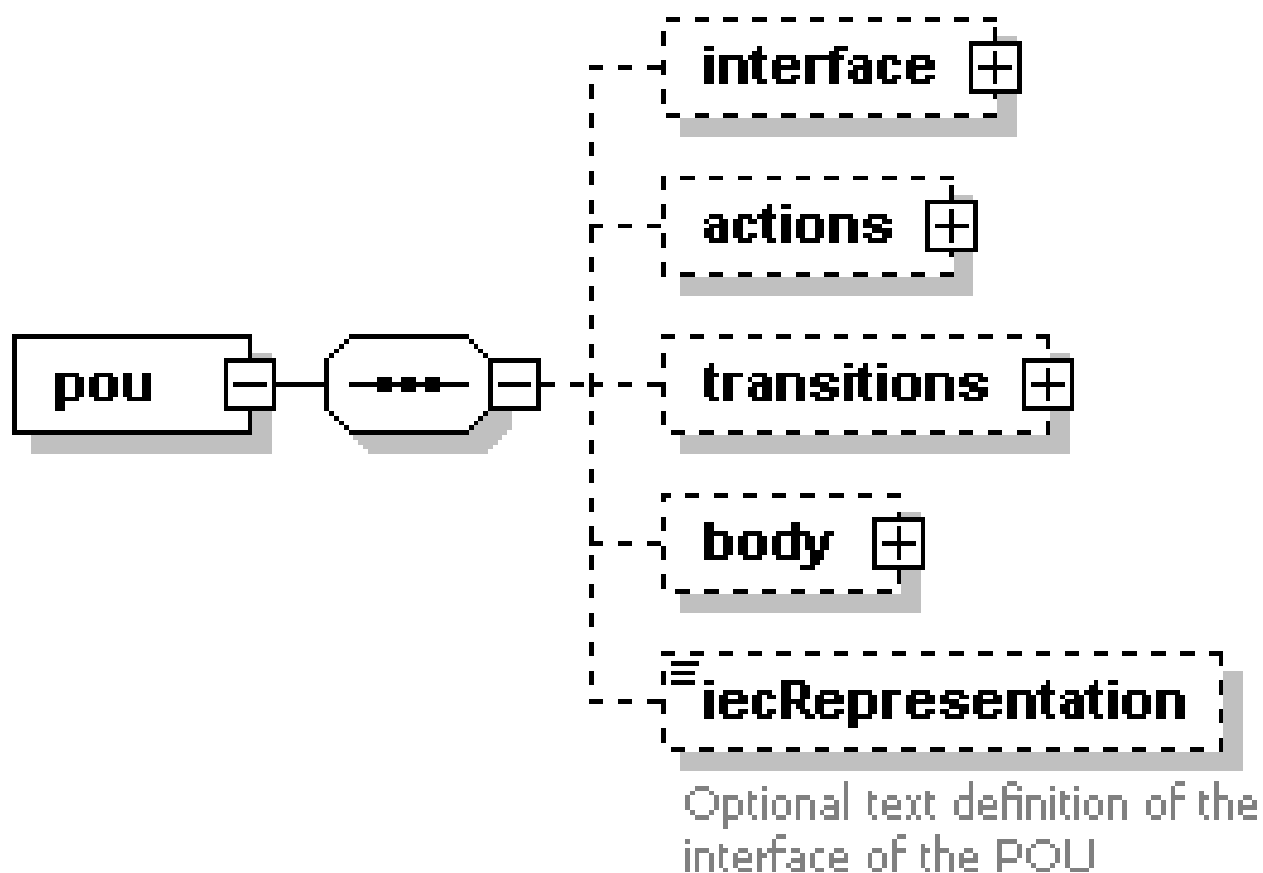 interface
actions
pou
transitions
body
iecRepresentation
Optional text definition of the
interface of the POU